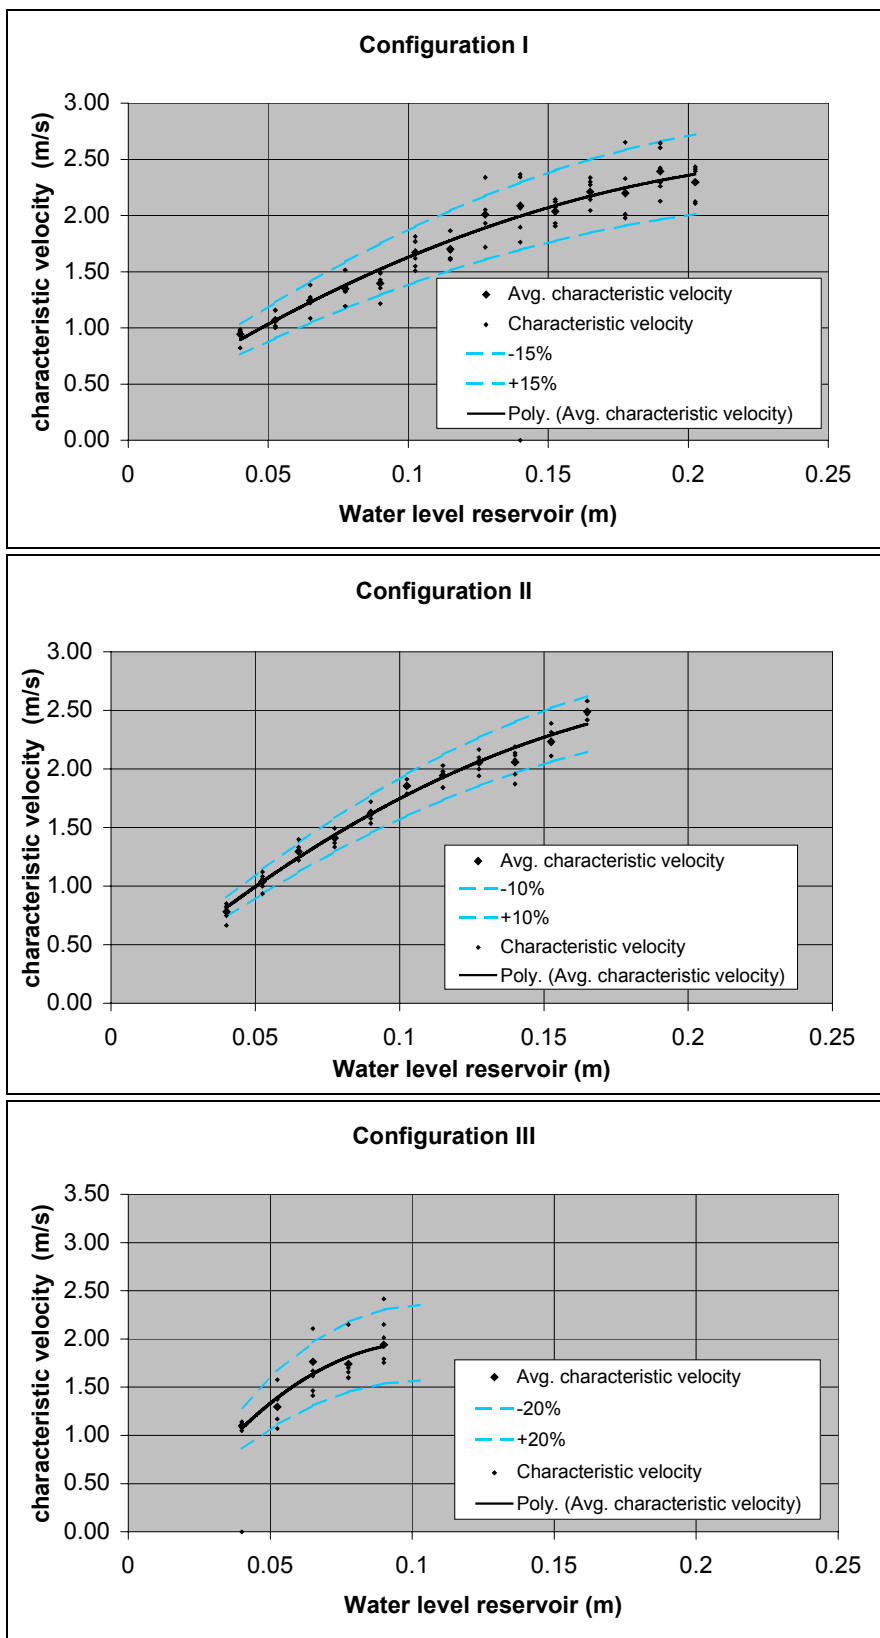 Configuration I
characteristic velocity (m/s)
3.00
2.50
2.00
1.50
1.00
0.50
0.00
Avg. characteristic velocity
Characteristic velocity
-15%
+15%
Poly. (Avg. characteristic velocity)
0 0.05 0.1 0.15 0.2 0.25
Water level reservoir (m)
Configuration II
characteristic velocity (m/s)
3.00
2.50
2.00
1.50
1.00
0.50
0.00
Avg. characteristic velocity
-10%
+10%
Characteristic velocity
Poly. (Avg. characteristic velocity)
0 0.05 0.1 0.15 0.2 0.25
Water level reservoir (m)
Configuration III
characteristic velocity (m/s)
3.50
3.00
2.50
2.00
1.50
1.00
0.50
0.00
Avg. characteristic velocity
-20%
+20%
Characteristic velocity
Poly. (Avg. characteristic velocity)
0 0.05 0.1 0.15 0.2 0.25
Water level reservoir (m)